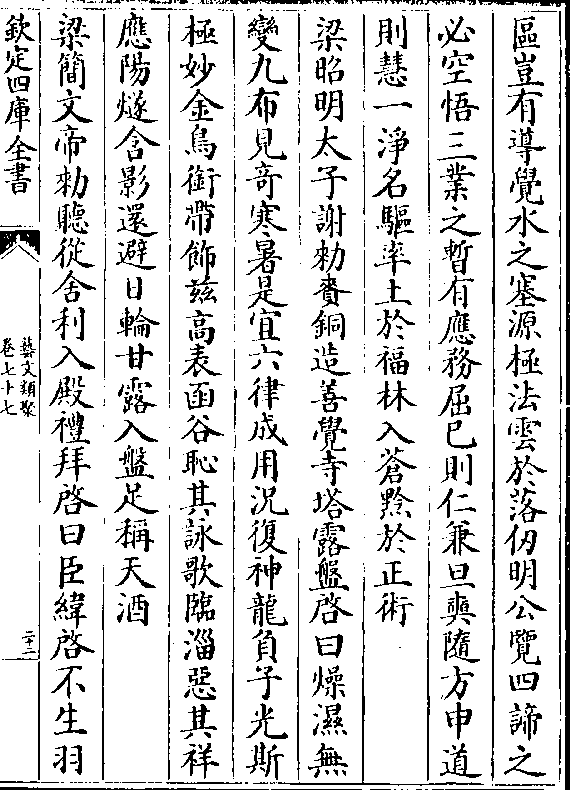 區豈有導覺水之塞源極法雲於落仞明公覽四諦之
必空悟三業之暫有應務屈已則仁兼旦奭隨方申道
則慧一淨名驅率土於福林入蒼黔於正術
梁昭明太子謝勑賚銅造善覺寺塔露盤啓曰燥濕無
變九布見竒寒暑是宜六律成用況復神龍負子光斯
極妙金鳥銜帶飾兹高表函谷恥其詠歌臨淄惡其祥
應陽燧含影還避日輪甘露入盤足稱天酒
梁簡文帝勑聽從舍利入殿禮拜啓曰臣緯啓不生羽
欽定四庫全書
藝文類聚
卷七十七
二十二